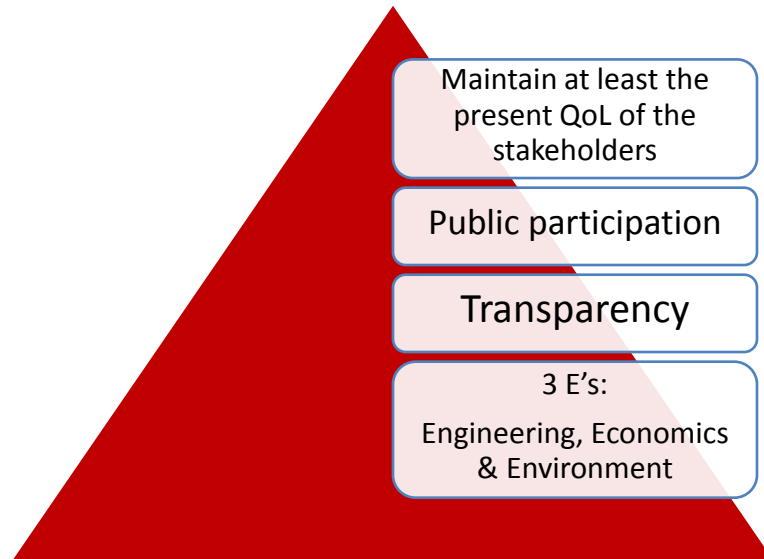 Maintain at least the
present QoL of the
stakeholders
Public participation
Transparency
3 E’s:
Engineering, Economics
& Environment